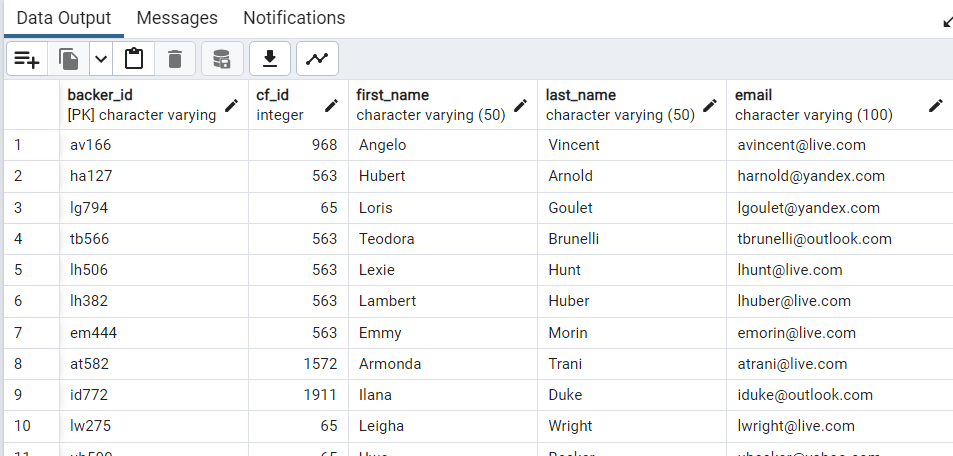 Data Output Messages Notifications
backer_id cf_id first_name last_name email
[PK] character varying integer character varying (50) character varying (50) character varying (100)
1 av166 968 Angelo Vincent avincent@live.com
2 ha127 563 Hubert Arnold harnold@yandex.com
3 lg794 65 Loris Goulet lgoulet@yandex.com
4 tb566 563 Teodora Brunelli tbrunelli@outlook.com
5 lh506 563 Lexie Hunt lhunt@live.com
6 lh382 563 Lambert Huber lhuber@live.com
7 em444 563 Emmy Morin emorin@live.com
8 at582 1572 Armonda Trani atrani@live.com
9 id772 1911 Ilana Duke iduke@outlook.com
10 lw275 65 Leigha Wright lwright@live.com
11 65